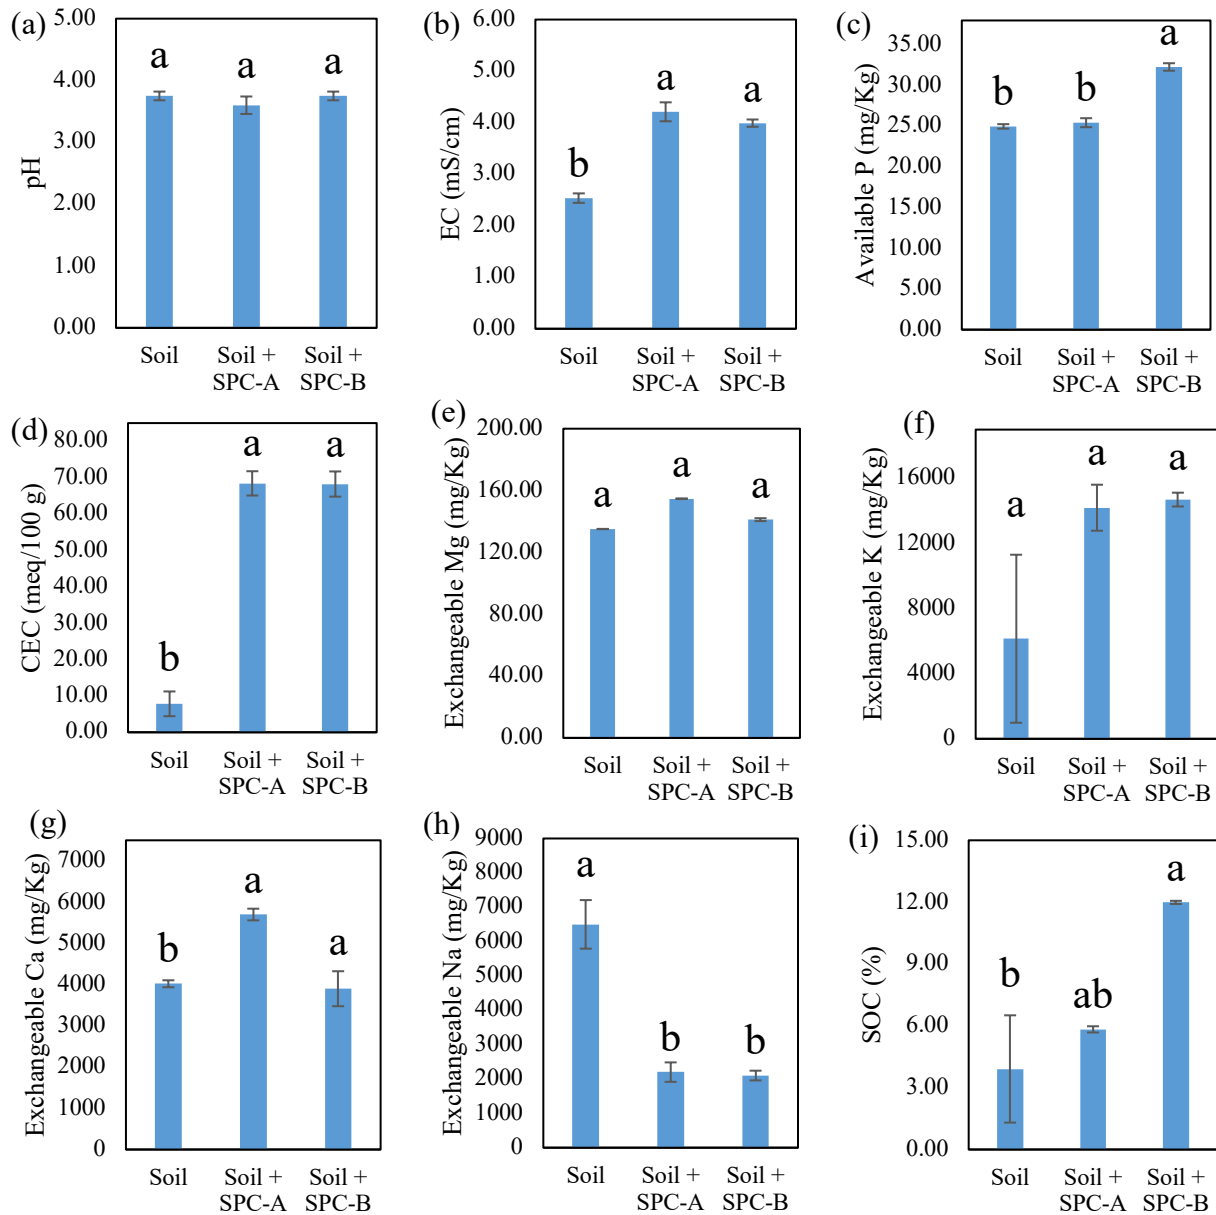 (a)
5.00
4.00
3.00
2.00
1.00
0.00
pH
a
a
a
Soil
Soil +
SPC-A
Soil +
SPC-B
(b)
6.00
5.00
4.00
3.00
2.00
1.00
0.00
EC (mS/cm)
b
a
a
Soil
Soil +
SPC-A
Soil +
SPC-B
(c)
35.00
30.00
25.00
20.00
15.00
10.00
5.00
0.00
Available P (mg/Kg)
b
b
a
Soil
Soil +
SPC-A
Soil +
SPC-B
(d)
80.00
70.00
60.00
50.00
40.00
30.00
20.00
10.00
0.00
CEC (meq/100 g)
b
a
a
Soil
Soil +
SPC-A
Soil +
SPC-B
(e)
200.00
160.00
120.00
80.00
40.00
0.00
Exchangeable Mg (mg/Kg)
a
a
a
Soil
Soil +
SPC-A
Soil +
SPC-B
(f)
16000
12000
8000
4000
0
Exchangeable K (mg/Kg)
a
a
a
Soil
Soil +
SPC-A
Soil +
SPC-B
(g)
7000
6000
5000
4000
3000
2000
1000
0
Exchangeable Ca (mg/Kg)
b
a
a
Soil
Soil +
SPC-A
Soil +
SPC-B
(h)
9000
8000
7000
6000
5000
4000
3000
2000
1000
0
Exchangeable Na (mg/Kg)
a
b
b
Soil
Soil +
SPC-A
Soil +
SPC-B
(i)
15.00
12.00
9.00
6.00
3.00
0.00
SOC (%)
b
ab
a
Soil
Soil +
SPC-A
Soil +
SPC-B